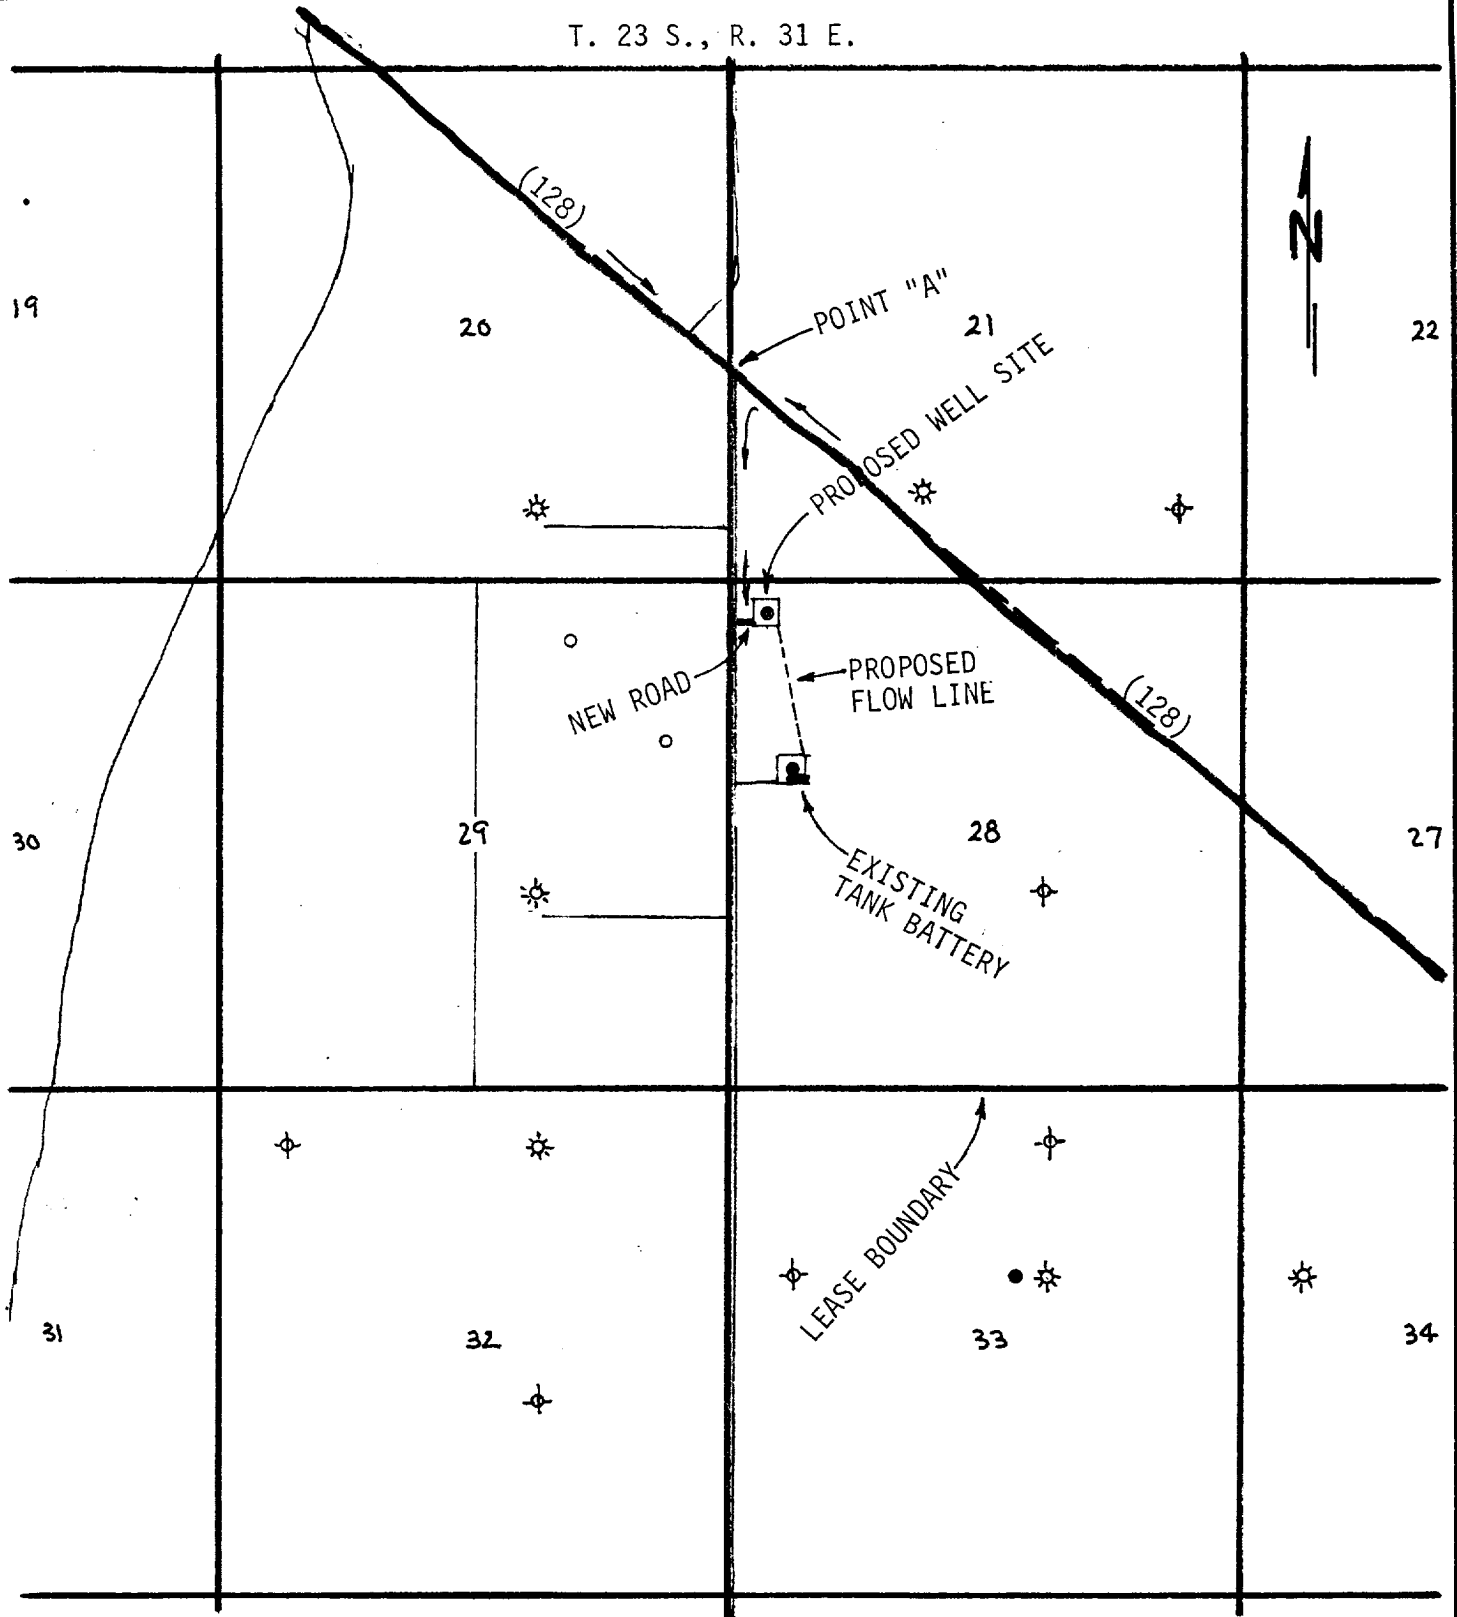 T. 23 S., R. 31 E.
(128)
N
19
20
POINT "A"
21
22
PROPOSED WELL SITE
NEW ROAD
PROPOSED
FLOW LINE
(128)
30
29
28
27
EXISTING
TANK BATTERY
LEASE BOUNDARY
31
32
33
34